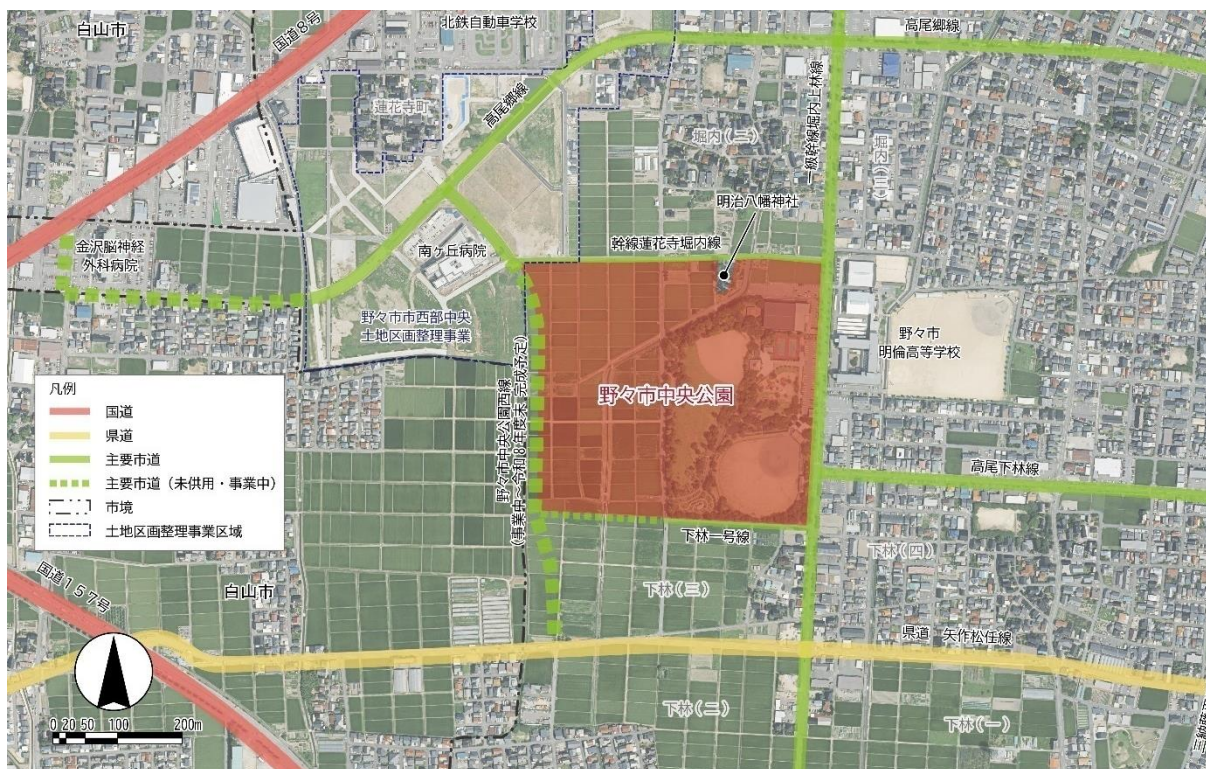 白山市
国道8号
北鉄自動車学校
高尾郷線
蓮花寺町
高尾郷線
堀内（二）
一級幹線堀内上林線
堀内（三）
明治八幡神社
金沢脳神経
外科病院
南ヶ丘病院
幹線蓮花寺堀内線
野々市市西部中央
土地区画整理事業
野々市
明倫高等学校
野々市中央公園
野々市中央公園西線
（事業中～令和8年度末 完成予定）
凡例
国道
県道
主要市道
主要市道（未供用・事業中）
市境
土地区画整理事業区域
高尾下林線
下林一号線
下林（四）
下林（三）
国道157号
白山市
県道 矢作松任線
下林（二）
下林（一）
0 20 50 100 200m